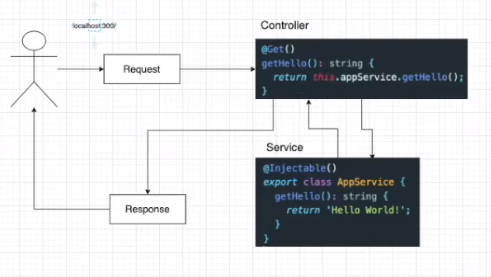 localhost:300/
Controller
@Get()
getHello(): string {
return this.appService.getHello();
}
Request
Service
@Injectable()
export class AppService {
getHello(): string {
return 'Hello World!';
}
}
Response